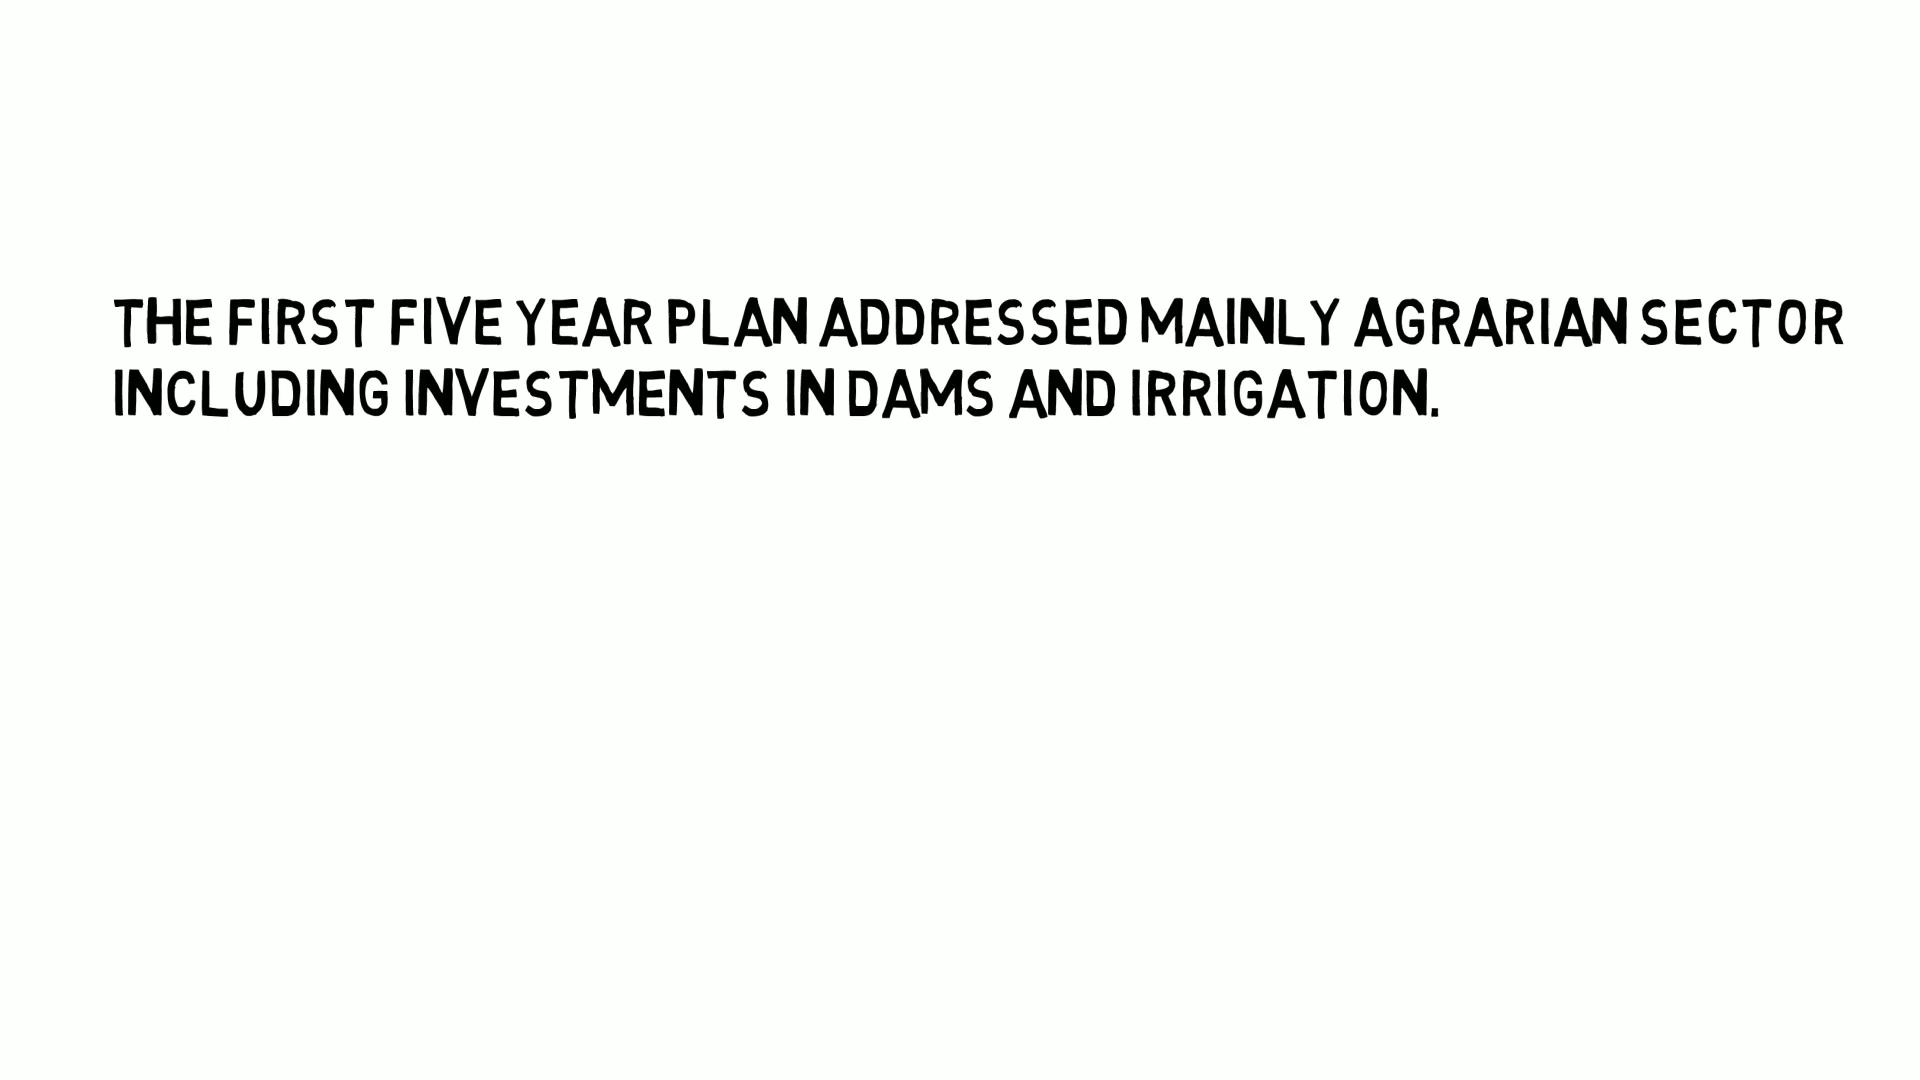 THE FIRST FIVE YEAR PLAN ADDRESSED MAINLY AGRARIAN SECTOR
INCLUDING INVESTMENTS IN DAMS AND IRRIGATION.